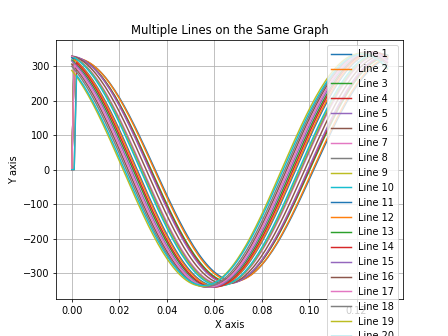 Multiple Lines on the Same Graph
Y axis
300
200
100
0
−100
−200
−300
0.00
0.02
0.04
0.06
0.08
0.10
X axis
Line 1
Line 2
Line 3
Line 4
Line 5
Line 6
Line 7
Line 8
Line 9
Line 10
Line 11
Line 12
Line 13
Line 14
Line 15
Line 16
Line 17
Line 18
Line 19
Line 20